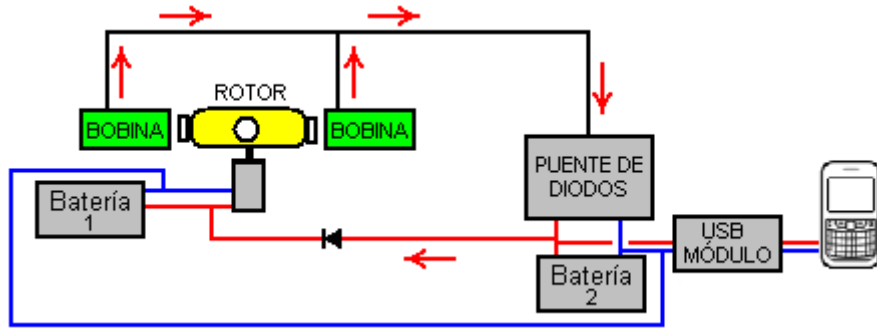 ROTOR
BOBINA
BOBINA
PUENTE DE
DIODOS
Batería
1
USB
MÓDULO
Batería
2